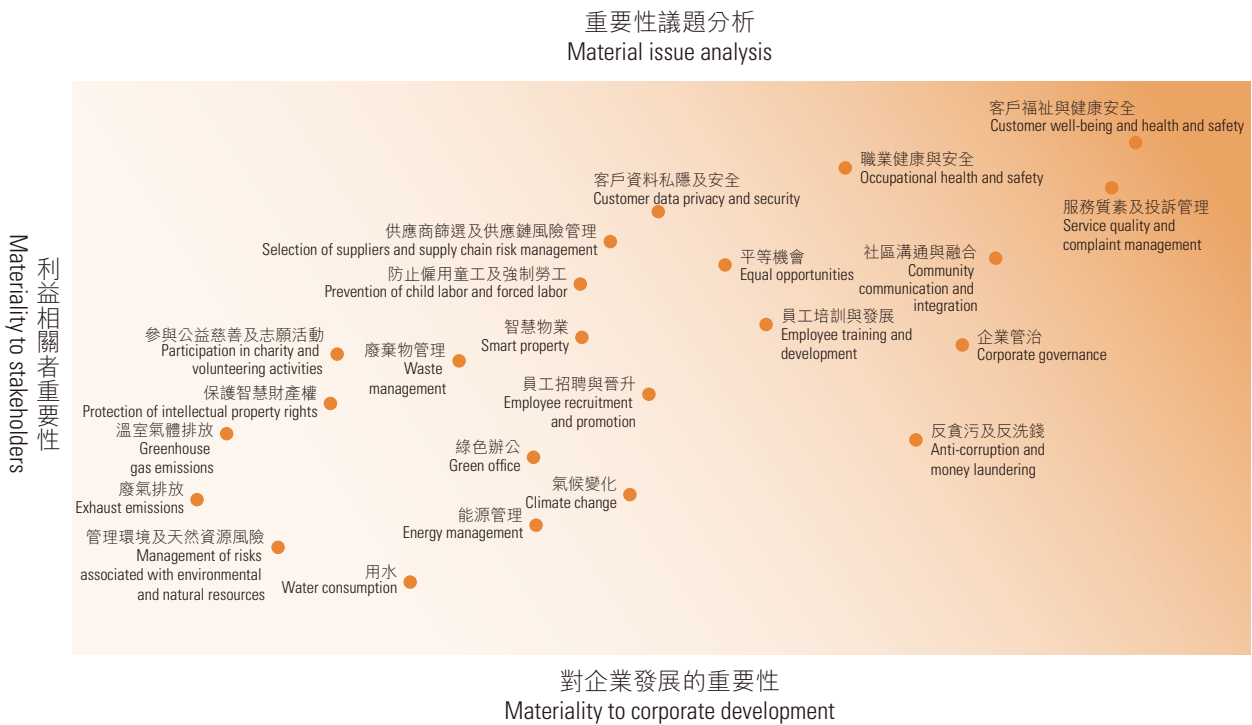 重要性議題分析
Material issue analysis
利益相關者重要性
Materiality to stakeholders
客戶福祉與健康安全
Customer well-being and health and safety
職業健康與安全
Occupational health and safety
客戶資料私隱及安全
Customer data privacy and security
服務質素及投訴管理
Service quality and
complaint management
供應商篩選及供應鏈風險管理
Selection of suppliers and supply chain risk management
平等機會
Equal opportunities
社區溝通與融合
Community
communication and
integration
防止僱用童工及強制勞工
Prevention of child labor and forced labor
員工培訓與發展
Employee training and
development
智慧物業
Smart property
企業管治
Corporate governance
參與公益慈善及志願活動
Participation in charity and
volunteering activities
廢棄物管理
Waste
management
保護智慧財產權
Protection of intellectual property rights
員工招聘與晉升
Employee recruitment
and promotion
溫室氣體排放
Greenhouse
gas emissions
綠色辦公
Green office
反貪污及反洗錢
Anti-corruption and
money laundering
廢氣排放
Exhaust emissions
氣候變化
Climate change
能源管理
Energy management
管理環境及天然資源風險
Management of risks
associated with environmental
and natural resources
用水
Water consumption
對企業發展的重要性
Materiality to corporate development